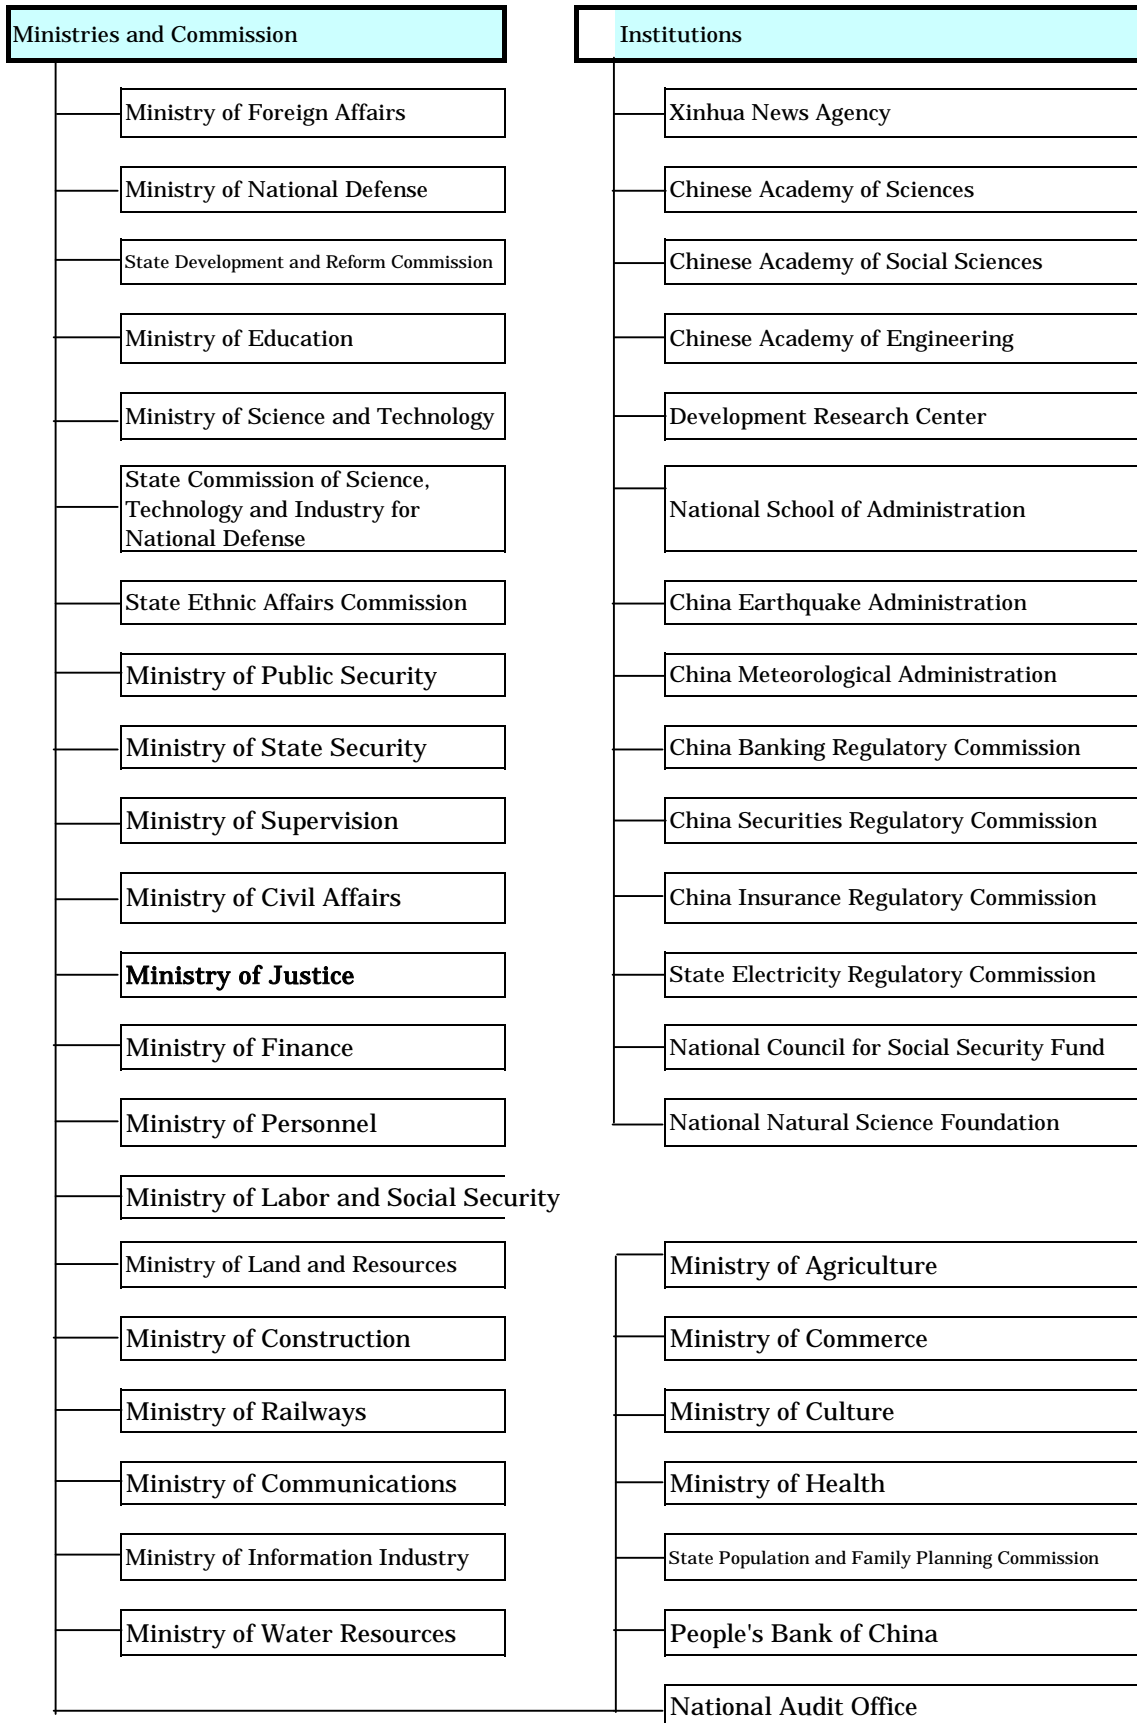 Ministries and Commission
Ministry of Foreign Affairs
Ministry of National Defense
State Development and Reform Commission
Ministry of Education
Ministry of Science and Technology
State Commission of Science,
Technology and Industry for
National Defense
State Ethnic Affairs Commission
Ministry of Public Security
Ministry of State Security
Ministry of Supervision
Ministry of Civil Affairs
Ministry of Justice
Ministry of Finance
Ministry of Personnel
Ministry of Labor and Social Security
Ministry of Land and Resources
Ministry of Construction
Ministry of Railways
Ministry of Communications
Ministry of Information Industry
Ministry of Water Resources
Institutions
Xinhua News Agency
Chinese Academy of Sciences
Chinese Academy of Social Sciences
Chinese Academy of Engineering
Development Research Center
National School of Administration
China Earthquake Administration
China Meteorological Administration
China Banking Regulatory Commission
China Securities Regulatory Commission
China Insurance Regulatory Commission
State Electricity Regulatory Commission
National Council for Social Security Fund
National Natural Science Foundation
Ministry of Agriculture
Ministry of Commerce
Ministry of Culture
Ministry of Health
State Population and Family Planning Commission
People's Bank of China
National Audit Office